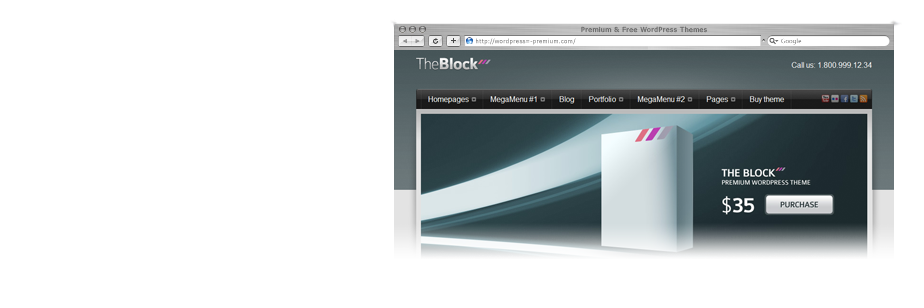 Premium & Free WordPress Themes
http://wordpresse-premium.com/
Google
TheBlock
Call us: 1.800.999.12.34
Homepages MegaMenu #1 Blog Portfolio MegaMenu #2 Pages Buy theme
THE BLOCK
PREMIUM WORDPRESS THEME
$35 PURCHASE